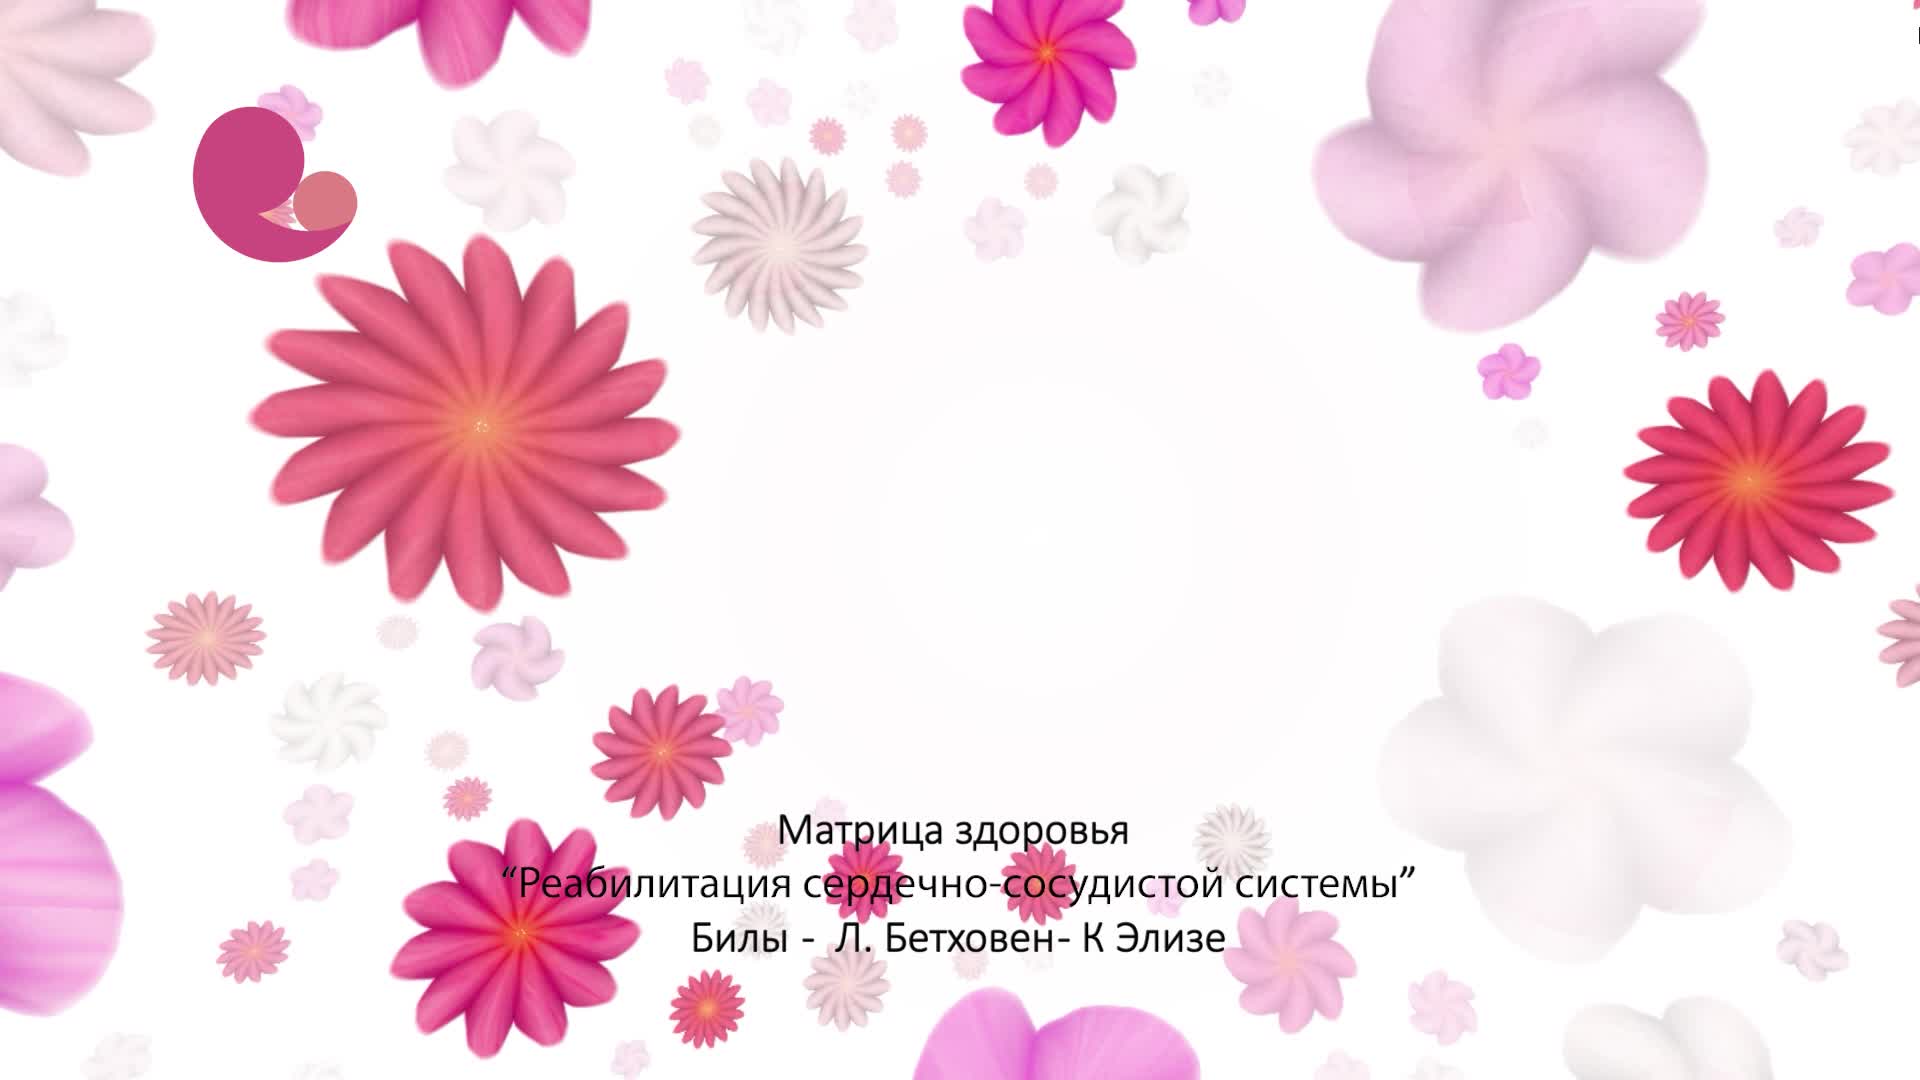 Матрица здоровья
“Реабилитация сердечно-сосудистой системы”
Билы - Л. Бетховен- К Элизе